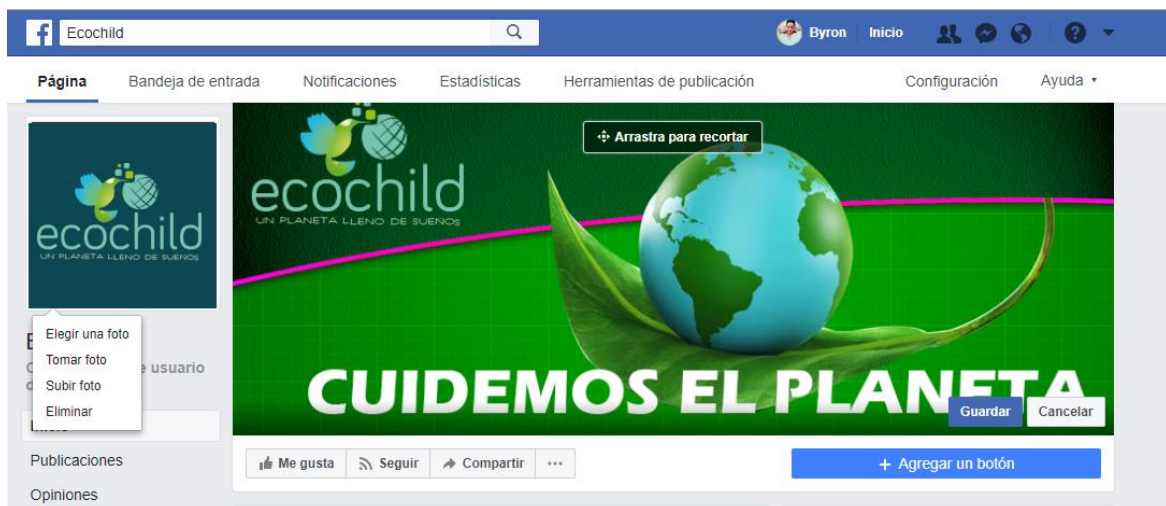 Ecochild
Byron Inicio
Página Bandeja de entrada Notificaciones Estadísticas Herramientas de publicación Configuración Ayuda
ecochild
UN PLANETA LLENO DE SUEÑOS
Elegir una foto
Tomar foto
Subir foto
Eliminar
e usuario
Publicaciones
Opiniones
ecochild
UN PLANETA LLENO DE SUEÑOS
Arrastra para recortar
CUIDEMOS EL PLANETA
Guardar Cancelar
Me gusta Seguir Compartir ...
+ Agregar un botón